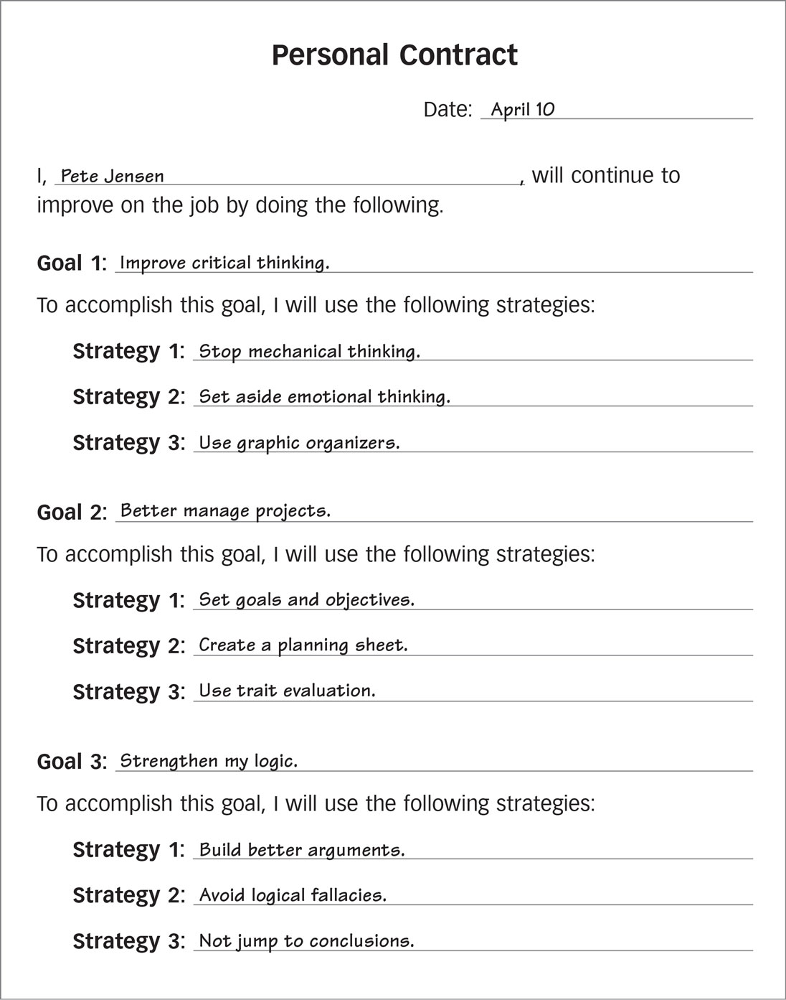 Personal Contract
Date: April 10
I, Pete Jensen, will continue to
improve on the job by doing the following.
Goal 1: Improve critical thinking.
To accomplish this goal, I will use the following strategies:
Strategy 1: Stop mechanical thinking.
Strategy 2: Set aside emotional thinking.
Strategy 3: Use graphic organizers.
Goal 2: Better manage projects.
To accomplish this goal, I will use the following strategies:
Strategy 1: Set goals and objectives.
Strategy 2: Create a planning sheet.
Strategy 3: Use trait evaluation.
Goal 3: Strengthen my logic.
To accomplish this goal, I will use the following strategies:
Strategy 1: Build better arguments.
Strategy 2: Avoid logical fallacies.
Strategy 3: Not jump to conclusions.